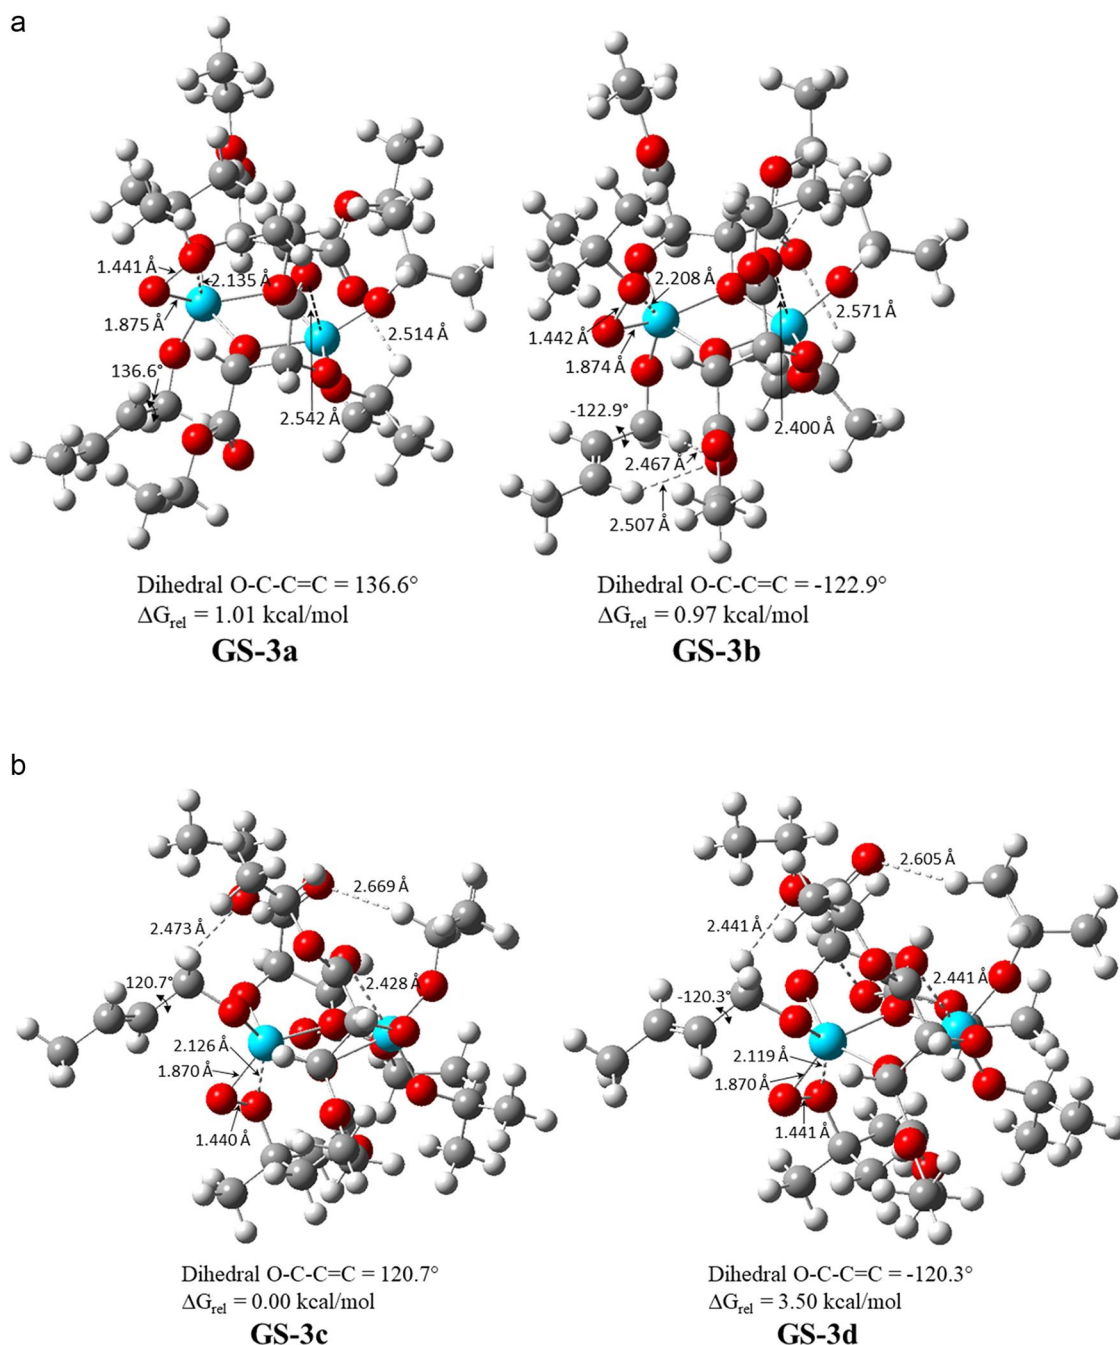 a
1.441 Å
2.135 Å
1.875 Å
2.514 Å
136.6°
2.542 Å
Dihedral O-C-C=C = 136.6°
ΔGrel = 1.01 kcal/mol
GS-3a
2.208 Å
2.571 Å
1.442 Å
1.874 Å
-122.9°
2.400 Å
2.467 Å
2.507 Å
Dihedral O-C-C=C = -122.9°
ΔGrel = 0.97 kcal/mol
GS-3b
b
2.669 Å
2.473 Å
120.7°
2.428 Å
2.126 Å
1.870 Å
1.440 Å
Dihedral O-C-C=C = 120.7°
ΔGrel = 0.00 kcal/mol
GS-3c
2.605 Å
2.441 Å
2.441 Å
-120.3°
2.119 Å
1.870 Å
1.441 Å
Dihedral O-C-C=C = -120.3°
ΔGrel = 3.50 kcal/mol
GS-3d